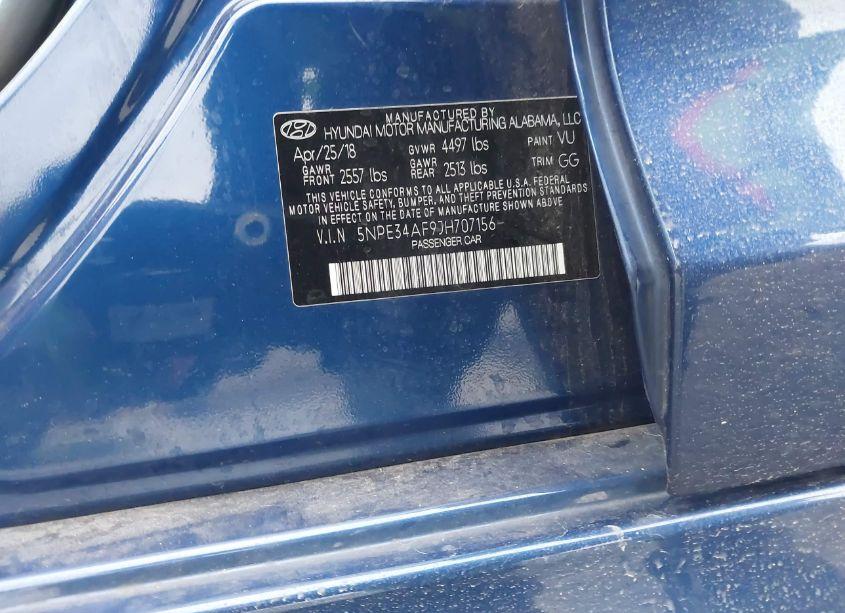 MANUFACTURED BY
HYUNDAI MOTOR MANUFACTURING ALABAMA, LLC
Apr/25/18 GVWR 4497 lbs PAINT VU
GAWR FRONT 2557 lbs GAWR REAR 2513 lbs TRIM GG
THIS VEHICLE CONFORMS TO ALL APPLICABLE U.S.A. FEDERAL
MOTOR VEHICLE SAFETY, BUMPER, AND THEFT PREVENTION STANDARDS
IN EFFECT ON THE DATE OF MANUFACTURE SHOWN ABOVE
V.I.N 5NPE34AF9JH707156
PASSENGER CAR